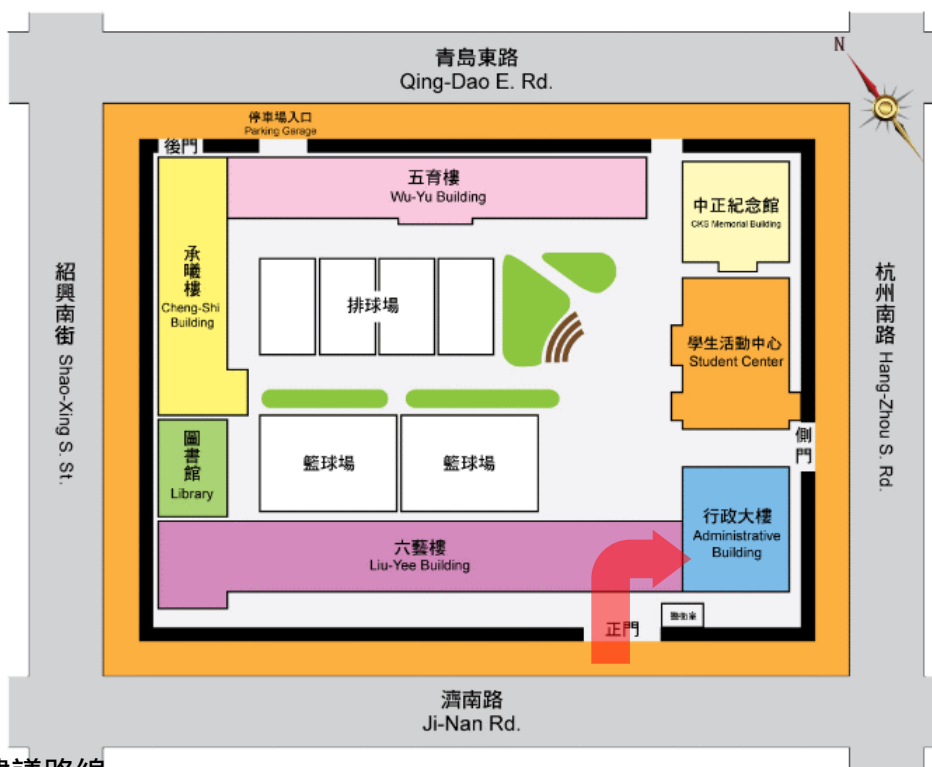 青島東路
Qing-Dao E. Rd.
N
停車場入口
Parking Garage
後門
五育樓
Wu-Yu Building
中正紀念館
CKS Memorial Building
承曦樓
Cheng-Shi
Building
排球場
學生活動中心
Student Center
紹興南街 Shao-Xing S. St.
杭州南路 Hang-Zhou S. Rd.
側門
圖書館
Library
籃球場
籃球場
行政大樓
Administrative
Building
六藝樓
Liu-Yee Building
警衛室
正門
濟南路
Ji-Nan Rd.
建議路線